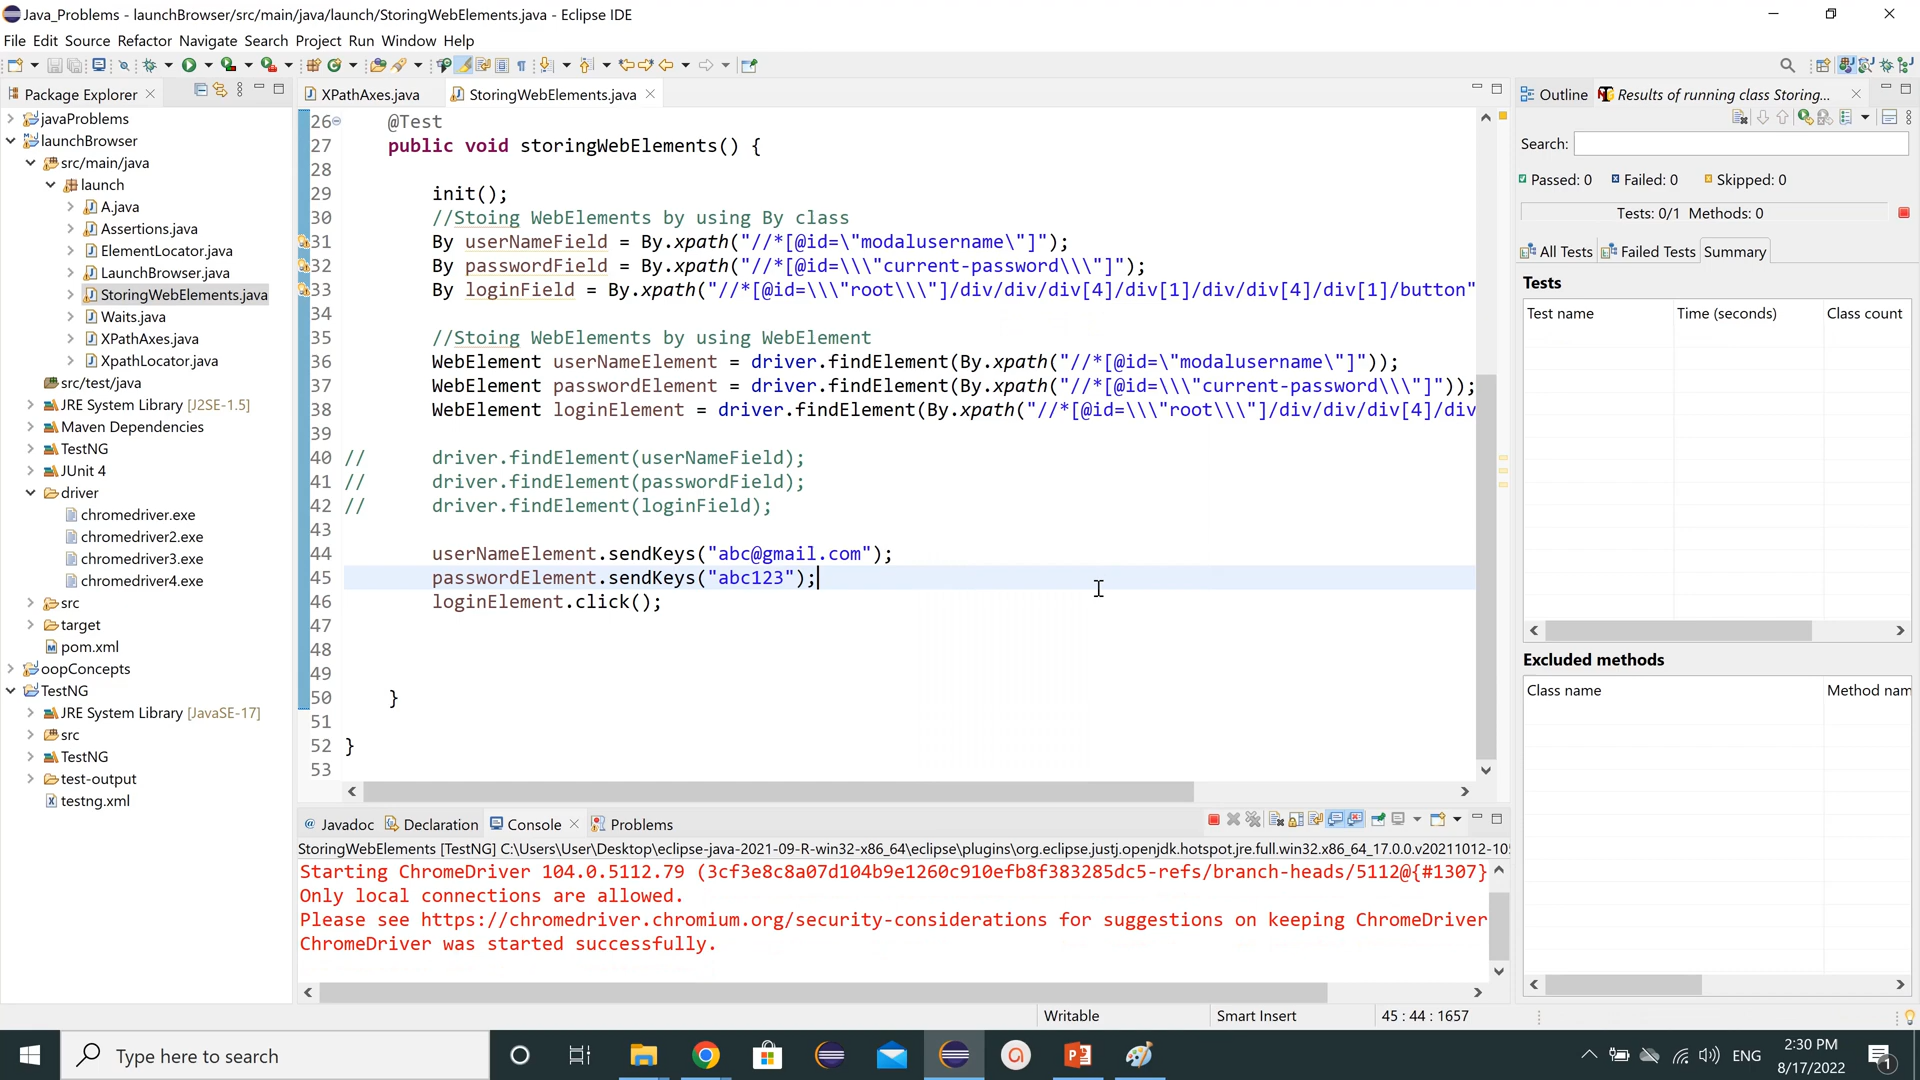 Java_Problems - launchBrowser/src/main/java/launch/StoringWebElements.java - Eclipse IDE
File Edit Source Refactor Navigate Search Project Run Window Help
Package Explorer
javaProblems
launchBrowser
src/main/java
launch
A.java
Assertions.java
ElementLocator.java
LaunchBrowser.java
StoringWebElements.java
Waits.java
XPathAxes.java
XpathLocator.java
src/test/java
JRE System Library [J2SE-1.5]
Maven Dependencies
TestNG
JUnit 4
driver
chromedriver.exe
chromedriver2.exe
chromedriver3.exe
chromedriver4.exe
src
target
pom.xml
oopConcepts
TestNG
JRE System Library [JavaSE-17]
src
TestNG
test-output
testng.xml
XPathAxes.java StoringWebElements.java
26 @Test
27 public void storingWebElements() {
28
29 init();
30 //Stoing WebElements by using By class
31 By userNameField = By.xpath("//*[@id=\"modalusername\"]");
32 By passwordField = By.xpath("//*[@id=\\\"current-password\\\"]");
33 By loginField = By.xpath("//*[@id=\\\"root\\\"]/div/div/div[4]/div[1]/div/div[4]/div[1]/button"
34
35 //Stoing WebElements by using WebElement
36 WebElement userNameElement = driver.findElement(By.xpath("//*[@id=\"modalusername\"]"));
37 WebElement passwordElement = driver.findElement(By.xpath("//*[@id=\\\"current-password\\\"]"));
38 WebElement loginElement = driver.findElement(By.xpath("//*[@id=\\\"root\\\"]/div/div/div[4]/div
39
40 // driver.findElement(userNameField);
41 // driver.findElement(passwordField);
42 // driver.findElement(loginField);
43
44 userNameElement.sendKeys("abc@gmail.com");
45 passwordElement.sendKeys("abc123");
46 loginElement.click();
47
48
49
50 }
51
52 }
53
Javadoc Declaration Console Problems
StoringWebElements [TestNG] C:\Users\User\Desktop\eclipse-java-2021-09-R-win32-x86_64\eclipse\plugins\org.eclipse.justj.openjdk.hotspot.jre.full.win32.x86_64_17.0.0.v20211012-10
Starting ChromeDriver 104.0.5112.79 (3cf3e8c8a07d104b9e1260c910efb8f383285dc5-refs/branch-heads/5112@{#1307}
Only local connections are allowed.
Please see https://chromedriver.chromium.org/security-considerations for suggestions on keeping ChromeDriver
ChromeDriver was started successfully.
Outline Results of running class Storing...
Search:
Passed: 0 Failed: 0 Skipped: 0
Tests: 0/1 Methods: 0
All Tests Failed Tests Summary
Tests
Test name Time (seconds) Class count
Excluded methods
Class name Method nam
Writable Smart Insert 45 : 44 : 1657
Type here to search
ENG
2:30 PM
8/17/2022
1